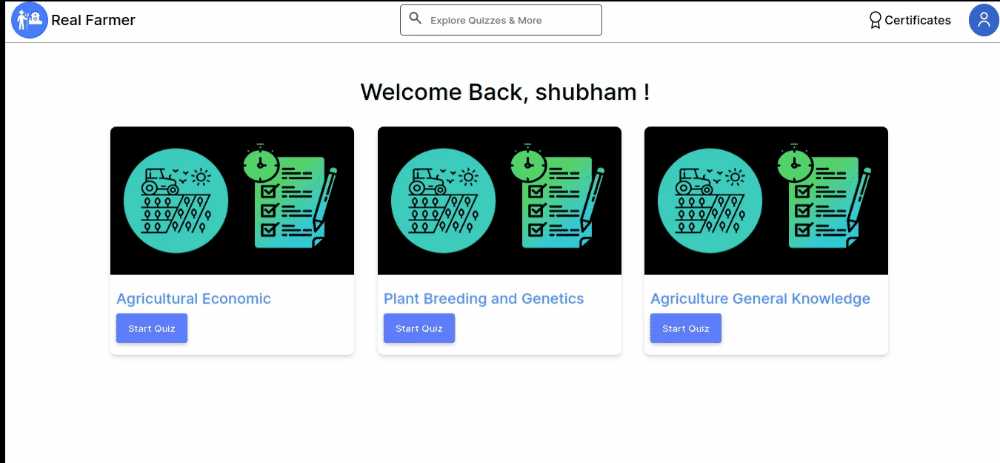 Real Farmer
Explore Quizzes & More
Certificates
Welcome Back, shubham !
Agricultural Economic
Start Quiz
Plant Breeding and Genetics
Start Quiz
Agriculture General Knowledge
Start Quiz